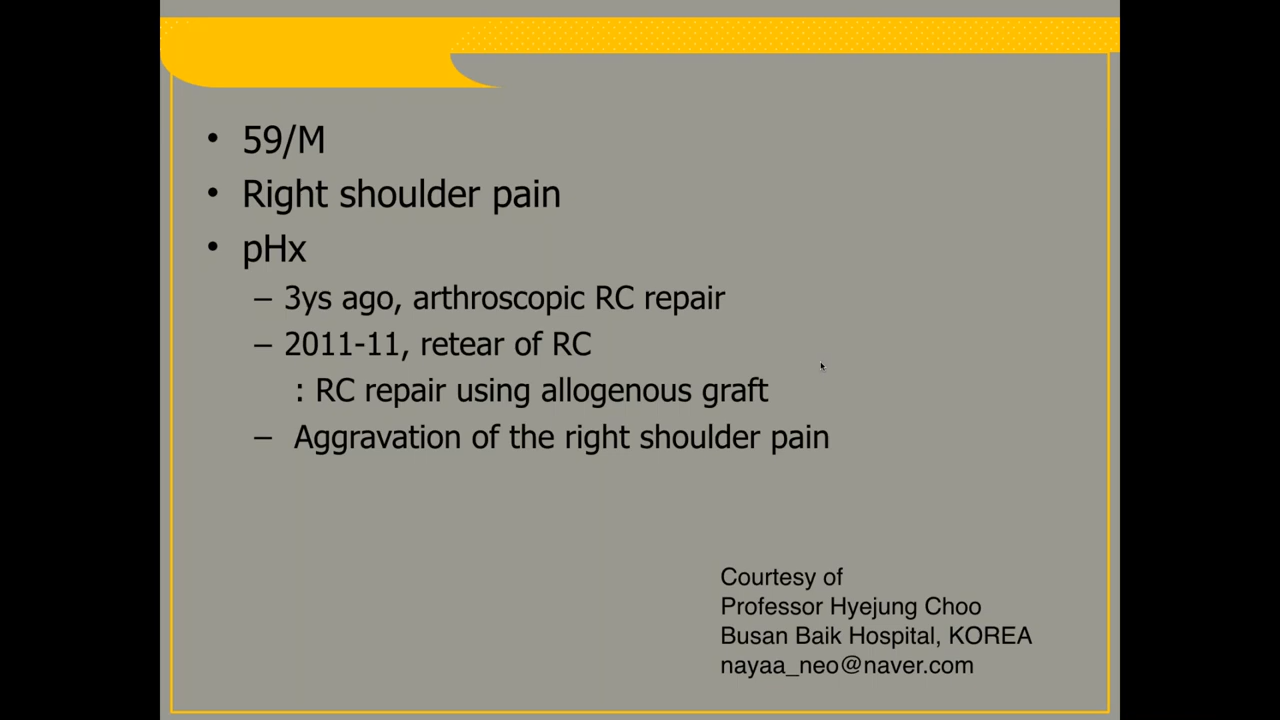 • 59/M
• Right shoulder pain
• pHx
– 3ys ago, arthroscopic RC repair
– 2011-11, retear of RC
: RC repair using allogenous graft
– Aggravation of the right shoulder pain
Courtesy of
Professor Hyejung Choo
Busan Baik Hospital, KOREA
nayaa_neo@naver.com